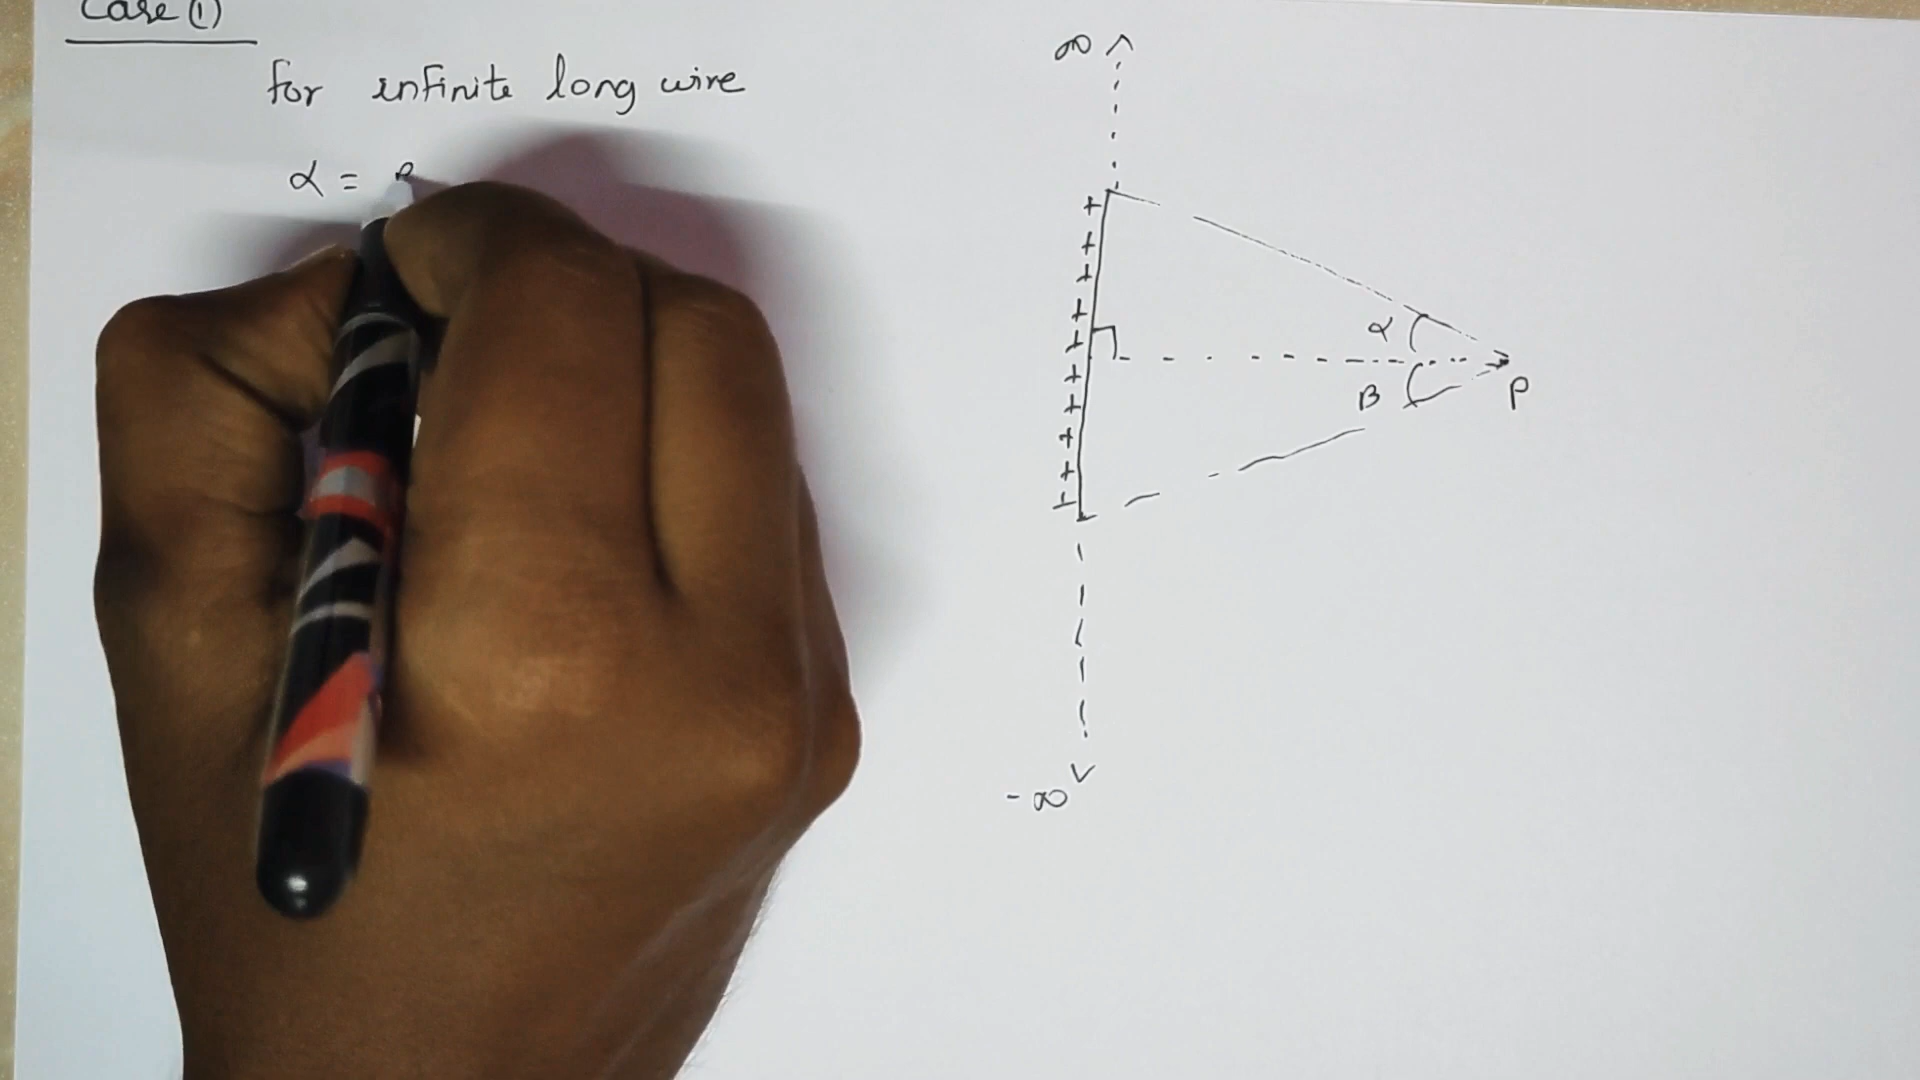 Case (1)
for infinite long wire
α =
∞
+
+
+
+
+
+
+
+
+
+
α
B
P
- ∞